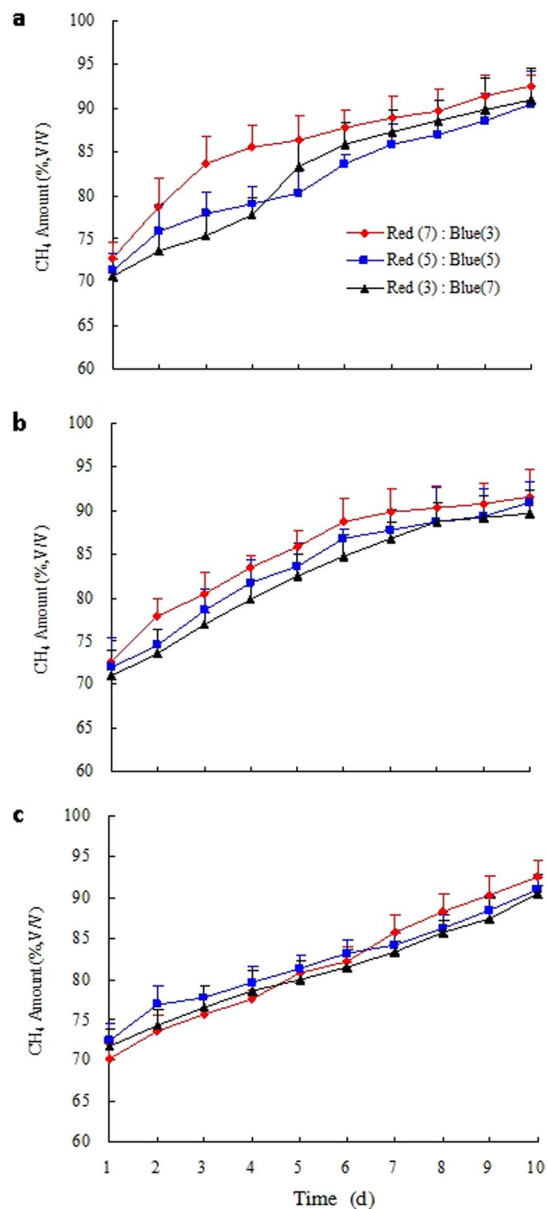 a
100
95
90
85
80
75
70
65
60
CH₄ Amount (%,V/V)
Red (7) : Blue(3)
Red (5) : Blue(5)
Red (3) : Blue(7)
b
100
95
90
85
80
75
70
65
60
CH₄ Amount (%,V/V)
c
100
95
90
85
80
75
70
65
60
CH₄ Amount (%,V/V)
1 2 3 4 5 6 7 8 9 10
Time (d)